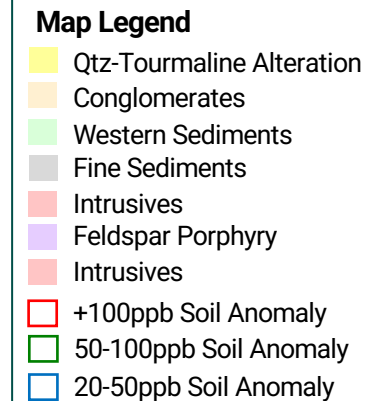 Map Legend
Qtz-Tourmaline Alteration
Conglomerates
Western Sediments
Fine Sediments
Intrusives
Feldspar Porphyry
Intrusives
+100ppb Soil Anomaly
50-100ppb Soil Anomaly
20-50ppb Soil Anomaly